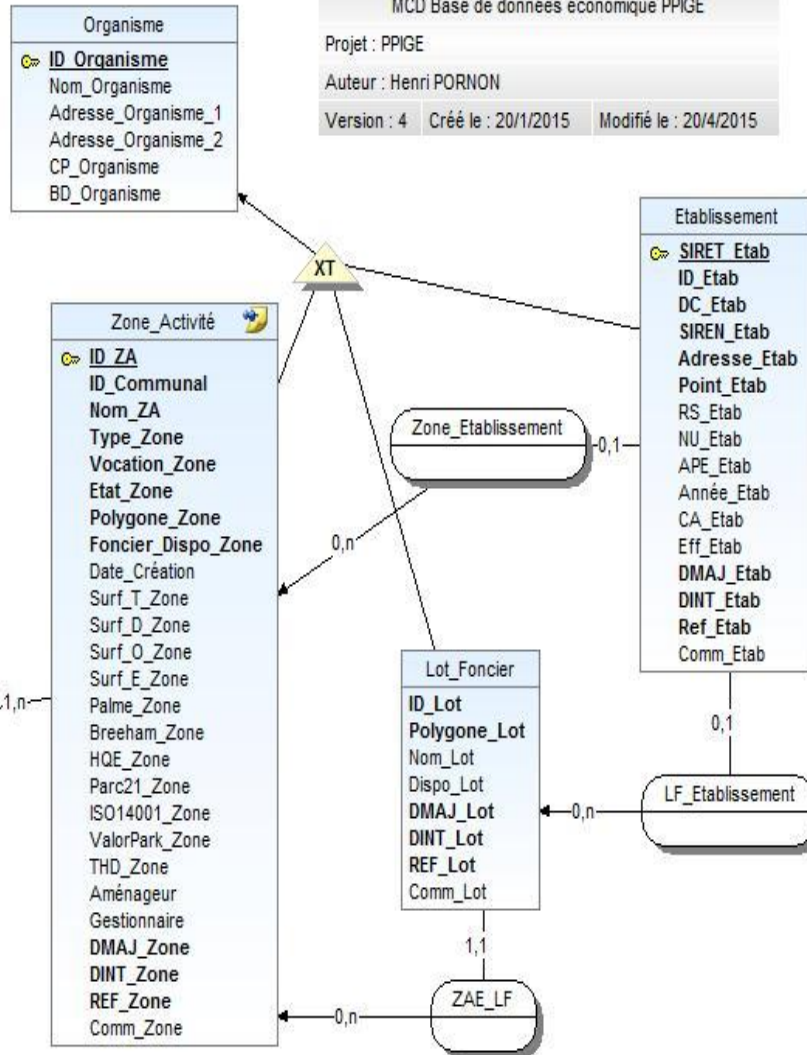 MCD Base de données économique PPIGE
Projet : PPIGE
Auteur : Henri PORNON
Version : 4 Créé le : 20/1/2015 Modifié le : 20/4/2015
Organisme
ID_Organisme
Nom_Organisme
Adresse_Organisme_1
Adresse_Organisme_2
CP_Organisme
BD_Organisme
XT
Etablissement
SIRET_Etab
ID_Etab
DC_Etab
SIREN_Etab
Adresse_Etab
Point_Etab
RS_Etab
NU_Etab
APE_Etab
Année_Etab
CA_Etab
Eff_Etab
DMAJ_Etab
DINT_Etab
Ref_Etab
Comm_Etab
Zone_Activité
ID_ZA
ID_Communal
Nom_ZA
Type_Zone
Vocation_Zone
Etat_Zone
Polygone_Zone
Foncier_Dispo_Zone
Date_Création
Surf_T_Zone
Surf_D_Zone
Surf_O_Zone
Surf_E_Zone
Palme_Zone
Breeham_Zone
HQE_Zone
Parc21_Zone
ISO14001_Zone
ValorPark_Zone
THD_Zone
Aménageur
Gestionnaire
DMAJ_Zone
DINT_Zone
REF_Zone
Comm_Zone
1,n
Zone_Etablissement
0,1
0,n
Lot_Foncier
ID_Lot
Polygone_Lot
Nom_Lot
Dispo_Lot
DMAJ_Lot
DINT_Lot
REF_Lot
Comm_Lot
0,1
LF_Etablissement
0,n
1,1
ZAE_LF
0,n